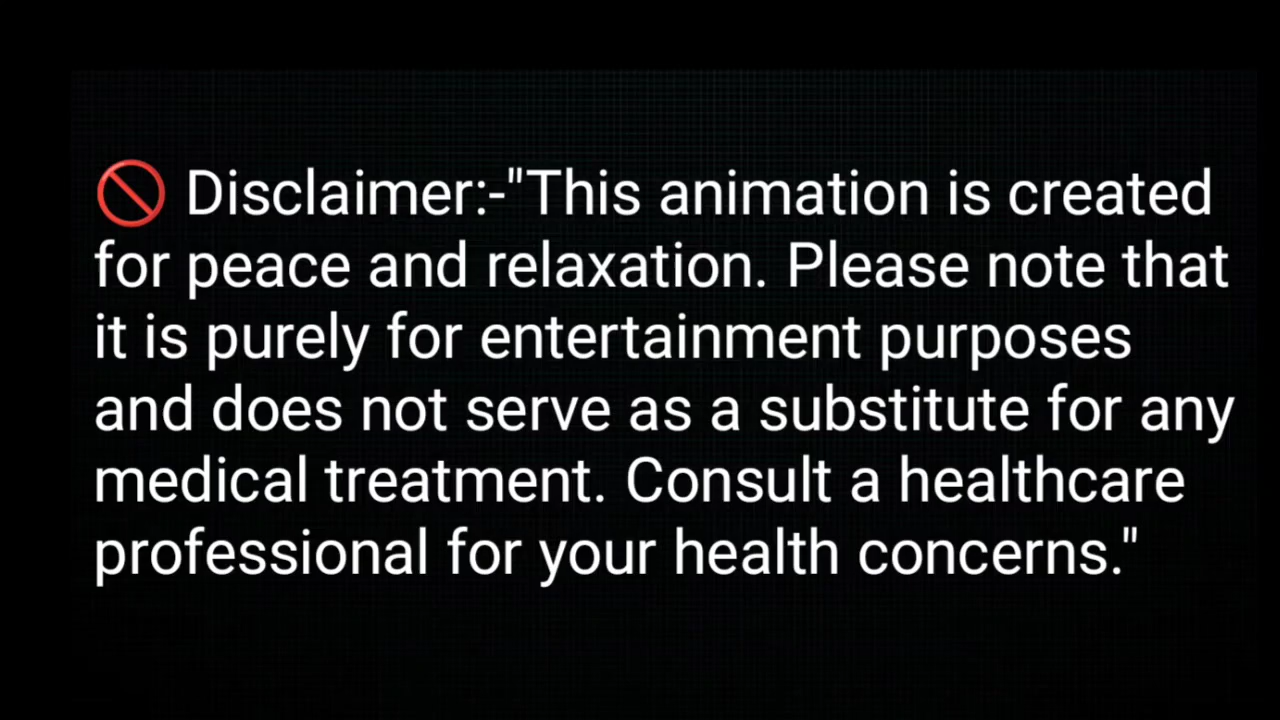 🚫 Disclaimer:-"This animation is created
for peace and relaxation. Please note that
it is purely for entertainment purposes
and does not serve as a substitute for any
medical treatment. Consult a healthcare
professional for your health concerns."